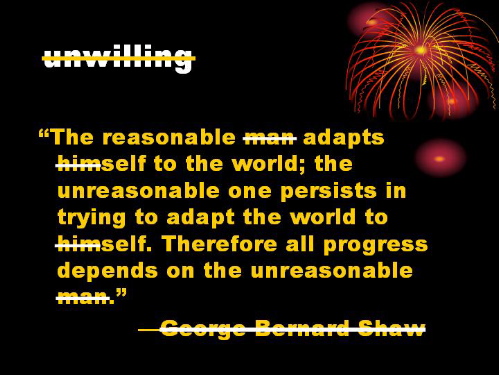 unwilling
“The reasonable man adapts
himself to the world; the
unreasonable one persists in
trying to adapt the world to
himself. Therefore all progress
depends on the unreasonable
man.”
—George Bernard Shaw